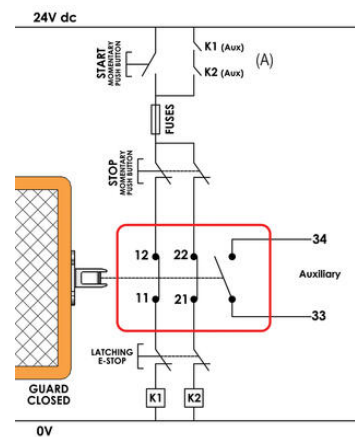 24V dc
START
MOMENTARY
PUSH BUTTON
K1 (Aux)
K2 (Aux)
(A)
FUSES
STOP
MOMENTARY
PUSH BUTTON
12
22
34
Auxiliary
11
21
33
LATCHING
E-STOP
GUARD
CLOSED
K1
K2
0V